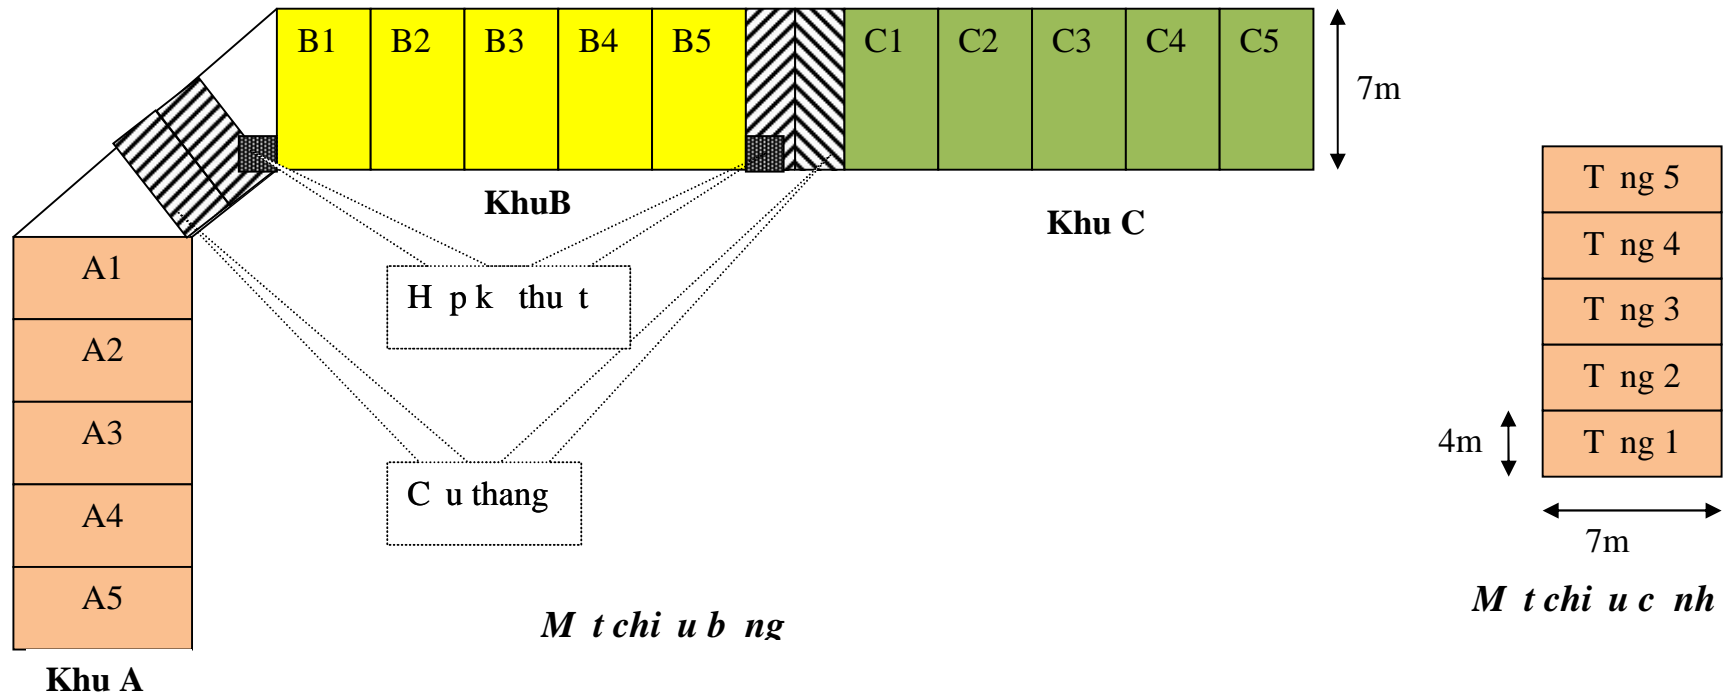 B1 B2 B3 B4 B5 C1 C2 C3 C4 C5
7m
KhuB
Khu C
A1
A2
A3
A4
A5
Khu A
H p k thu t
C u thang
M t chi u b ng
T ng 5
T ng 4
T ng 3
T ng 2
T ng 1
4m
7m
M t chi u c nh